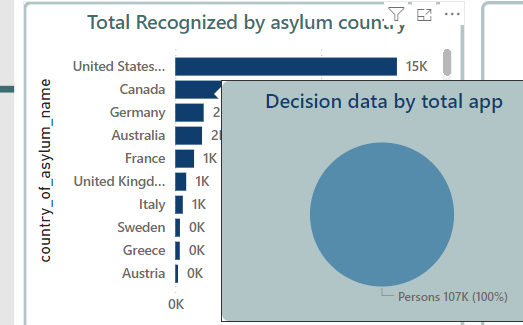 Total Recognized by asylum country
country_of_asylum_name
United States... 15K
Canada
Germany 2
Australia
France 1K
United Kingd... 1K
Italy 1K
Sweden 0K
Greece 0K
Austria 0K
0K
Decision data by total app
Persons 107K (100%)